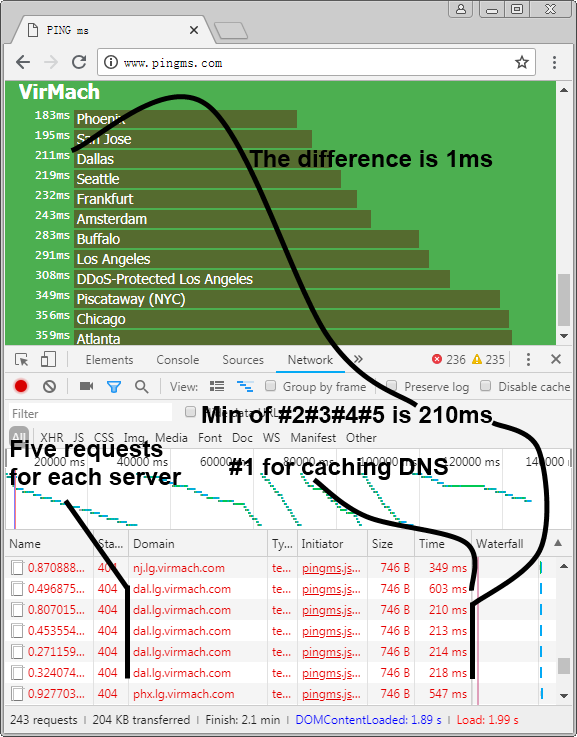 PING ms
www.pingms.com
VirMach
183ms Phoenix
195ms San Jose
211ms Dallas
The difference is 1ms
219ms Seattle
232ms Frankfurt
243ms Amsterdam
283ms Buffalo
291ms Los Angeles
308ms DDoS-Protected Los Angeles
349ms Piscataway (NYC)
356ms Chicago
359ms Atlanta
Elements Console Sources Network 236 235
View: Group by frame Preserve log Disable cache
Filter
Min of #2#3#4#5 is 210ms
All XHR JS CSS Img Media Font Doc WS Manifest Other
Five requests
for each server
#1 for caching DNS
20000 ms 40000 ms 60000 ms 80000 ms 100000 ms 120000 ms
Name Sta... Domain Ty... Initiator Size Time Waterfall
0.870888... 404 nj.lg.virmach.com te... pingms.js... 746 B 349 ms
0.496875... 404 dal.lg.virmach.com te... pingms.js... 746 B 603 ms
0.807015... 404 dal.lg.virmach.com te... pingms.js... 746 B 210 ms
0.453554... 404 dal.lg.virmach.com te... pingms.js... 746 B 213 ms
0.271159... 404 dal.lg.virmach.com te... pingms.js... 746 B 214 ms
0.324074... 404 dal.lg.virmach.com te... pingms.js... 746 B 218 ms
0.927703... 404 phx.lg.virmach.com te... pingms.js... 746 B 547 ms
243 requests | 204 KB transferred | Finish: 2.1 min | DOMContentLoaded: 1.89 s | Load: 1.99 s